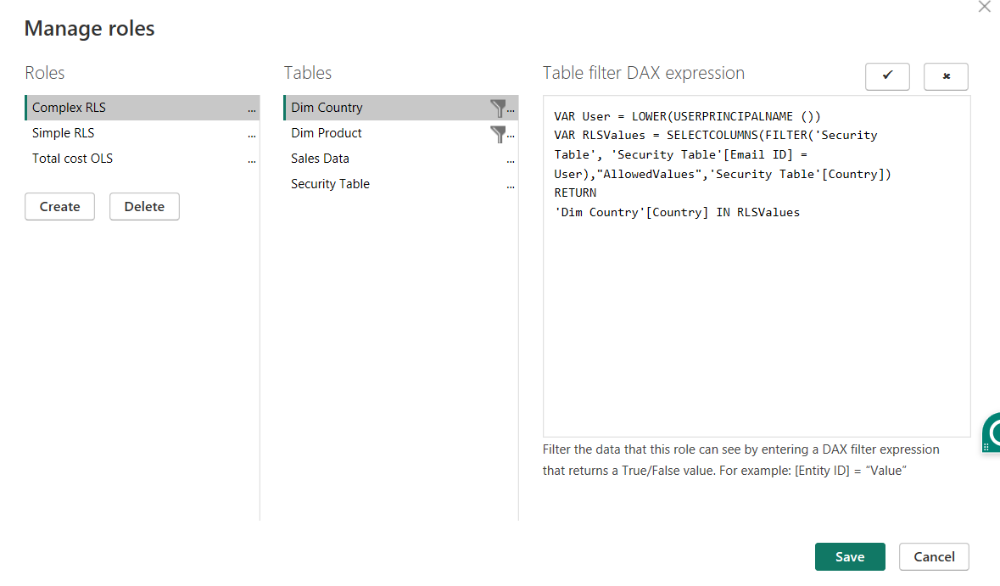 Manage roles
Roles
Complex RLS ...
Simple RLS ...
Total cost OLS ...
Create Delete
Tables
Dim Country ...
Dim Product ...
Sales Data ...
Security Table ...
Table filter DAX expression
VAR User = LOWER(USERPRINCIPALNAME ())
VAR RLSValues = SELECTCOLUMNS(FILTER('Security
Table', 'Security Table'[Email ID] =
User),"AllowedValues",'Security Table'[Country])
RETURN
'Dim Country'[Country] IN RLSValues
Filter the data that this role can see by entering a DAX filter expression
that returns a True/False value. For example: [Entity ID] = “Value”
Save Cancel